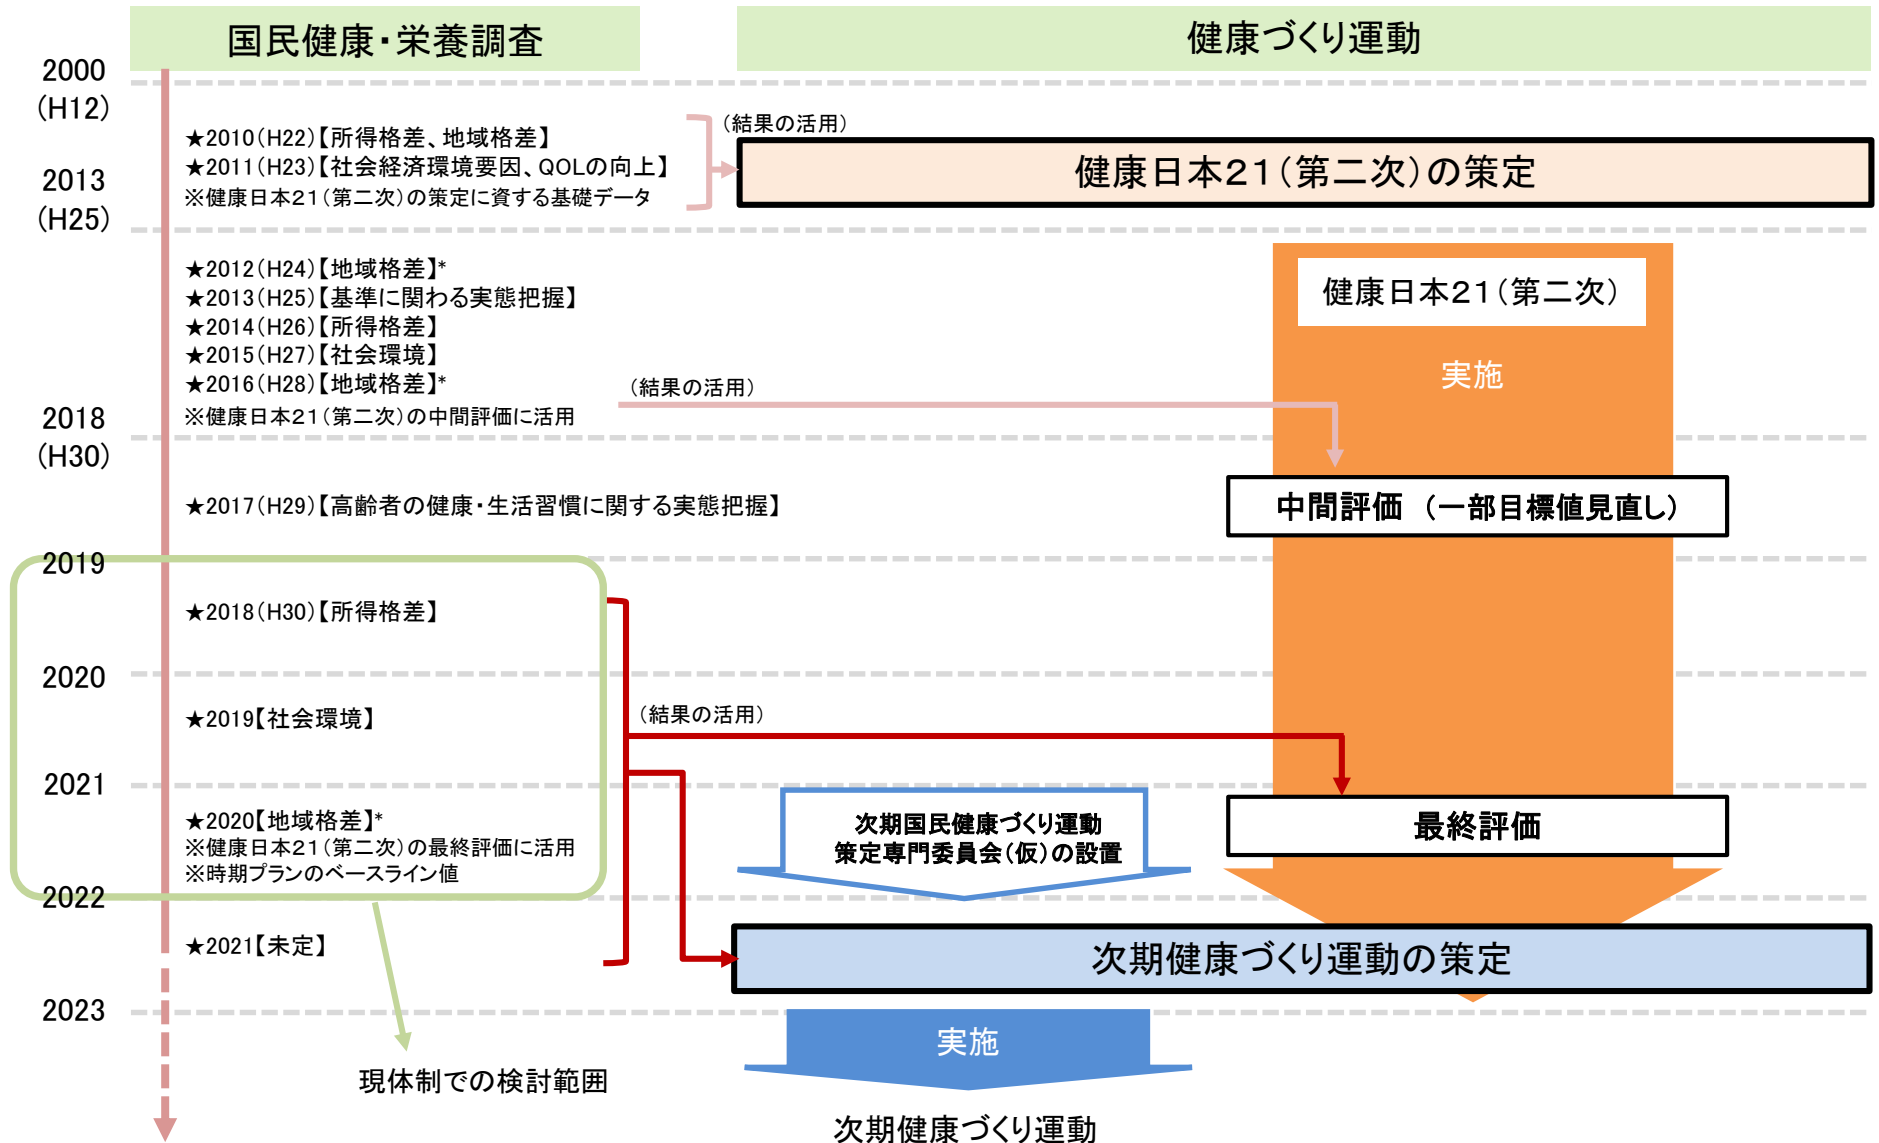 国民健康・栄養調査
健康づくり運動
2000
(H12)
★2010(H22)【所得格差、地域格差】
★2011(H23)【社会経済環境要因、QOLの向上】
※健康日本21(第二次)の策定に資する基礎データ
(結果の活用)
健康日本21(第二次)の策定
2013
(H25)
★2012(H24)【地域格差】*
★2013(H25)【基準に関わる実態把握】
★2014(H26)【所得格差】
★2015(H27)【社会環境】
★2016(H28)【地域格差】*
※健康日本21(第二次)の中間評価に活用
(結果の活用)
健康日本21(第二次)
実施
2018
(H30)
★2017(H29)【高齢者の健康・生活習慣に関する実態把握】
中間評価 (一部目標値見直し)
2019
★2018(H30)【所得格差】
2020
★2019【社会環境】
(結果の活用)
2021
★2020【地域格差】*
※健康日本21(第二次)の最終評価に活用
※時期プランのベースライン値
次期国民健康づくり運動
策定専門委員会(仮)の設置
最終評価
2022
★2021【未定】
次期健康づくり運動の策定
2023
実施
現体制での検討範囲
次期健康づくり運動